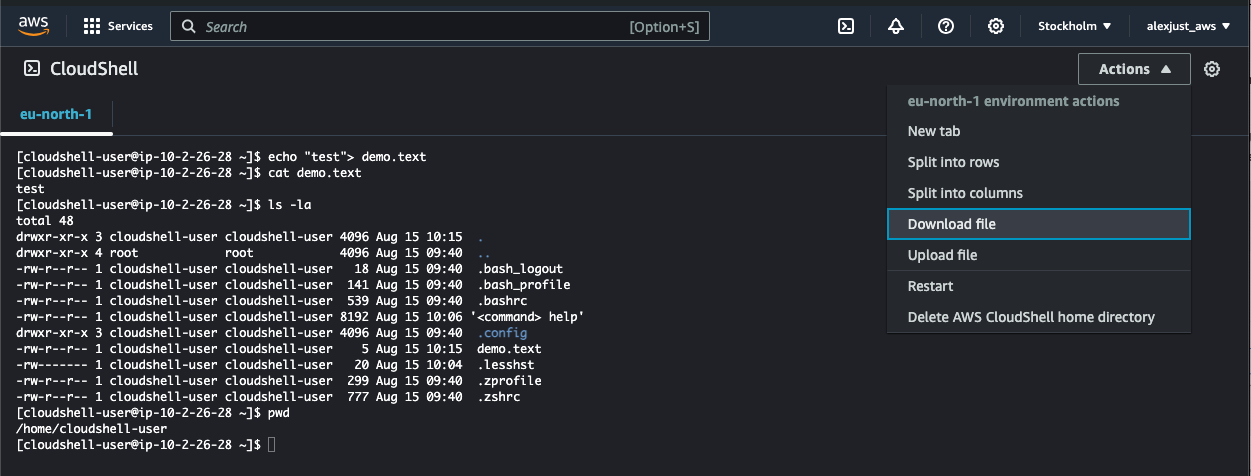 aws Services Search [Option+S] Stockholm ▼ alexjust_aws ▼
CloudShell Actions ▲
eu-north-1
eu-north-1 environment actions
New tab
Split into rows
Split into columns
Download file
Upload file
Restart
Delete AWS CloudShell home directory
[cloudshell-user@ip-10-2-26-28 ~]$ echo "test"> demo.text
[cloudshell-user@ip-10-2-26-28 ~]$ cat demo.text
test
[cloudshell-user@ip-10-2-26-28 ~]$ ls -la
total 48
drwxr-xr-x 3 cloudshell-user cloudshell-user 4096 Aug 15 10:15  .
drwxr-xr-x 4 root            root            4096 Aug 15 09:40  ..
-rw-r--r-- 1 cloudshell-user cloudshell-user   18 Aug 15 09:40  .bash_logout
-rw-r--r-- 1 cloudshell-user cloudshell-user  141 Aug 15 09:40  .bash_profile
-rw-r--r-- 1 cloudshell-user cloudshell-user  539 Aug 15 09:40  .bashrc
-rw-r--r-- 1 cloudshell-user cloudshell-user 8192 Aug 15 10:06 '<command> help'
drwxr-xr-x 3 cloudshell-user cloudshell-user 4096 Aug 15 09:40  .config
-rw-r--r-- 1 cloudshell-user cloudshell-user    5 Aug 15 10:15  demo.text
-rw------- 1 cloudshell-user cloudshell-user   20 Aug 15 10:04  .lesshst
-rw-r--r-- 1 cloudshell-user cloudshell-user  299 Aug 15 09:40  .zprofile
-rw-r--r-- 1 cloudshell-user cloudshell-user  777 Aug 15 09:40  .zshrc
[cloudshell-user@ip-10-2-26-28 ~]$ pwd
/home/cloudshell-user
[cloudshell-user@ip-10-2-26-28 ~]$